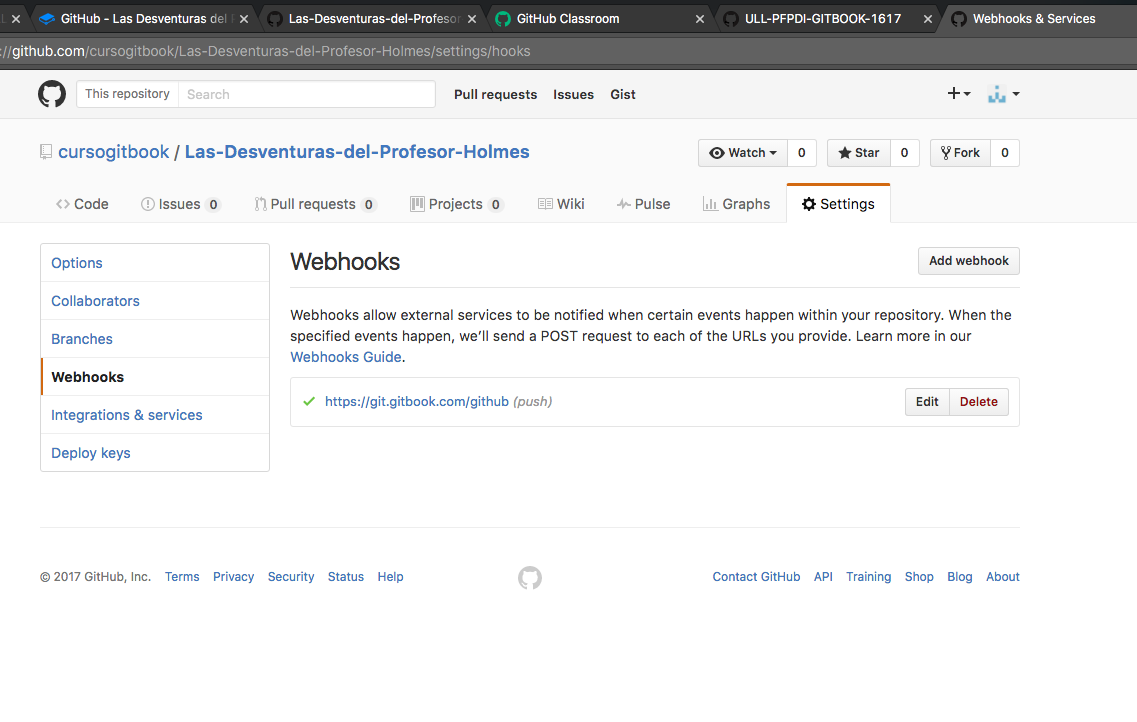 GitHub - Las Desventuras del Las-Desventuras-del-Profesor GitHub Classroom ULL-PFPDI-GITBOOK-1617 Webhooks & Services
://github.com/cursogitbook/Las-Desventuras-del-Profesor-Holmes/settings/hooks
This repository Search Pull requests Issues Gist
cursogitbook / Las-Desventuras-del-Profesor-Holmes Watch 0 Star 0 Fork 0
Code Issues 0 Pull requests 0 Projects 0 Wiki Pulse Graphs Settings
Options
Collaborators
Branches
Webhooks
Integrations & services
Deploy keys
Webhooks Add webhook
Webhooks allow external services to be notified when certain events happen within your repository. When the
specified events happen, we’ll send a POST request to each of the URLs you provide. Learn more in our
Webhooks Guide.
https://git.gitbook.com/github (push) Edit Delete
© 2017 GitHub, Inc. Terms Privacy Security Status Help Contact GitHub API Training Shop Blog About